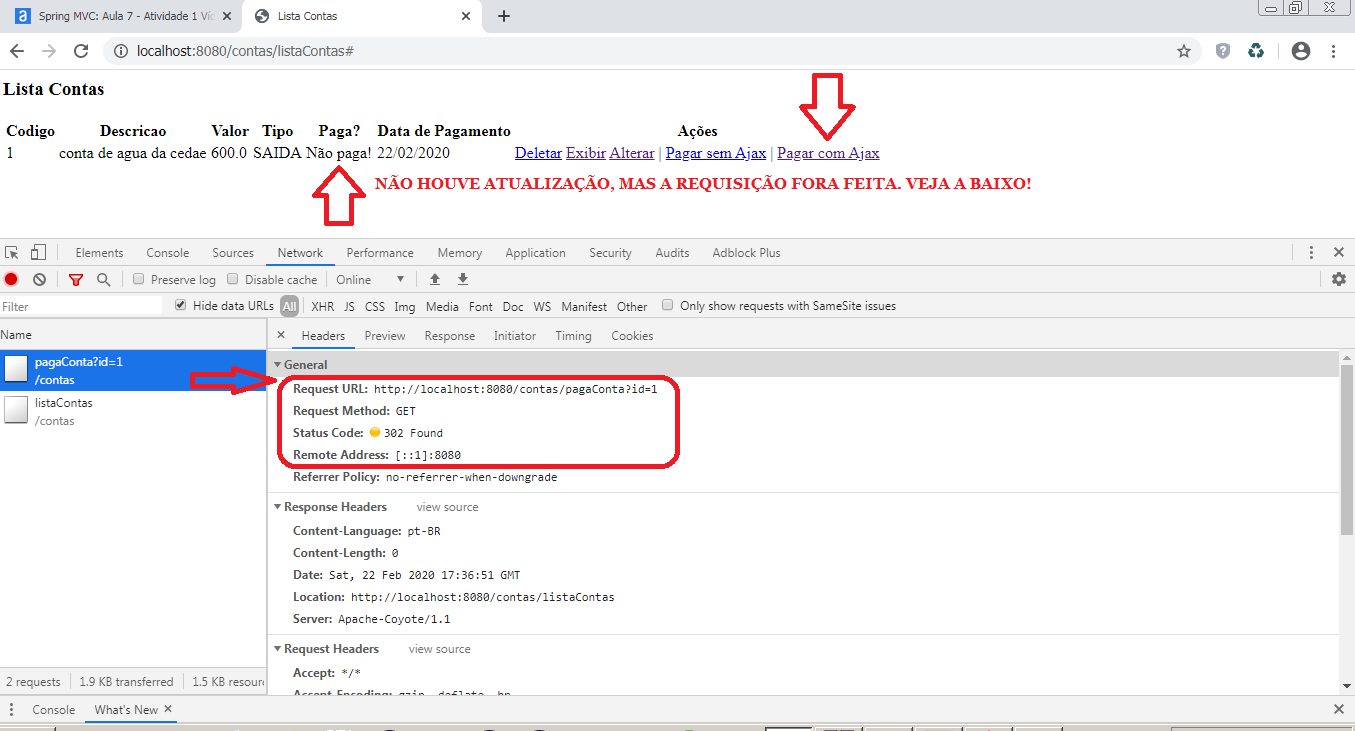 Spring MVC: Aula 7 - Atividade 1 Ví
Lista Contas
localhost:8080/contas/listaContas#
Lista Contas
Codigo Descricao Valor Tipo Paga? Data de Pagamento Ações
1 conta de agua da cedae 600.0 SAIDA Não paga! 22/02/2020 Deletar Exibir Alterar | Pagar sem Ajax | Pagar com Ajax
NÃO HOUVE ATUALIZAÇÃO, MAS A REQUISIÇÃO FORA FEITA. VEJA A BAIXO!
Elements Console Sources Network Performance Memory Application Security Audits Adblock Plus
Preserve log Disable cache Online
Filter Hide data URLs All XHR JS CSS Img Media Font Doc WS Manifest Other Only show requests with SameSite issues
Name
pagaConta?id=1
/contas
listaContas
/contas
2 requests 1.9 KB transferred 1.5 KB resourc
Headers Preview Response Initiator Timing Cookies
General
Request URL: http://localhost:8080/contas/pagaConta?id=1
Request Method: GET
Status Code: 302 Found
Remote Address: [::1]:8080
Referrer Policy: no-referrer-when-downgrade
Response Headers view source
Content-Language: pt-BR
Content-Length: 0
Date: Sat, 22 Feb 2020 17:36:51 GMT
Location: http://localhost:8080/contas/listaContas
Server: Apache-Coyote/1.1
Request Headers view source
Accept: */*
Accept-Encoding: gzip, deflate, br
Console What's New